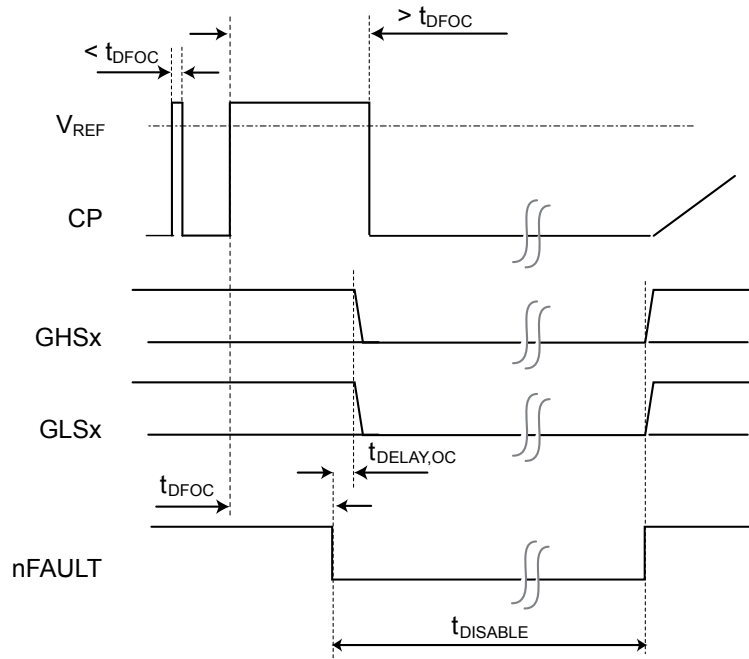 > tDFOC
< tDFOC
VREF
CP
GHSx
GLSx
tDELAY,OC
tDFOC
nFAULT
tDISABLE